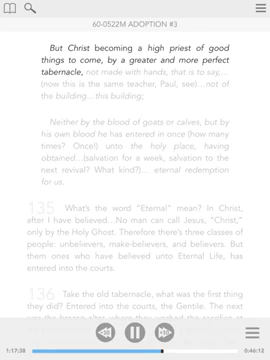 60-0522M ADOPTION #3
But Christ becoming a high priest of good
things to come, by a greater and more perfect
tabernacle, not made with hands, that is to say,...
(now this is the same teacher, Paul, see)...not of
the building...this building;
Neither by the blood of goats or calves, but by
his own blood he has entered in once (how many
times? Once!) unto the holy place, having
obtained...(salvation for a week, salvation to the
next revival? What kind?)... eternal redemption
for us.
135 What's the word "Eternal" mean? In Christ,
after I have believed...No man can call Jesus, "Christ,"
only by the Holy Ghost. Therefore there's three classes of
people: unbelievers, make-believers, and believers. But
them ones who have believed unto Eternal Life, has
entered into the courts.
136 Take the old tabernacle, what was the first thing
they did? Entered into the courts, the Gentile. The next
1:17:38
0:46:12